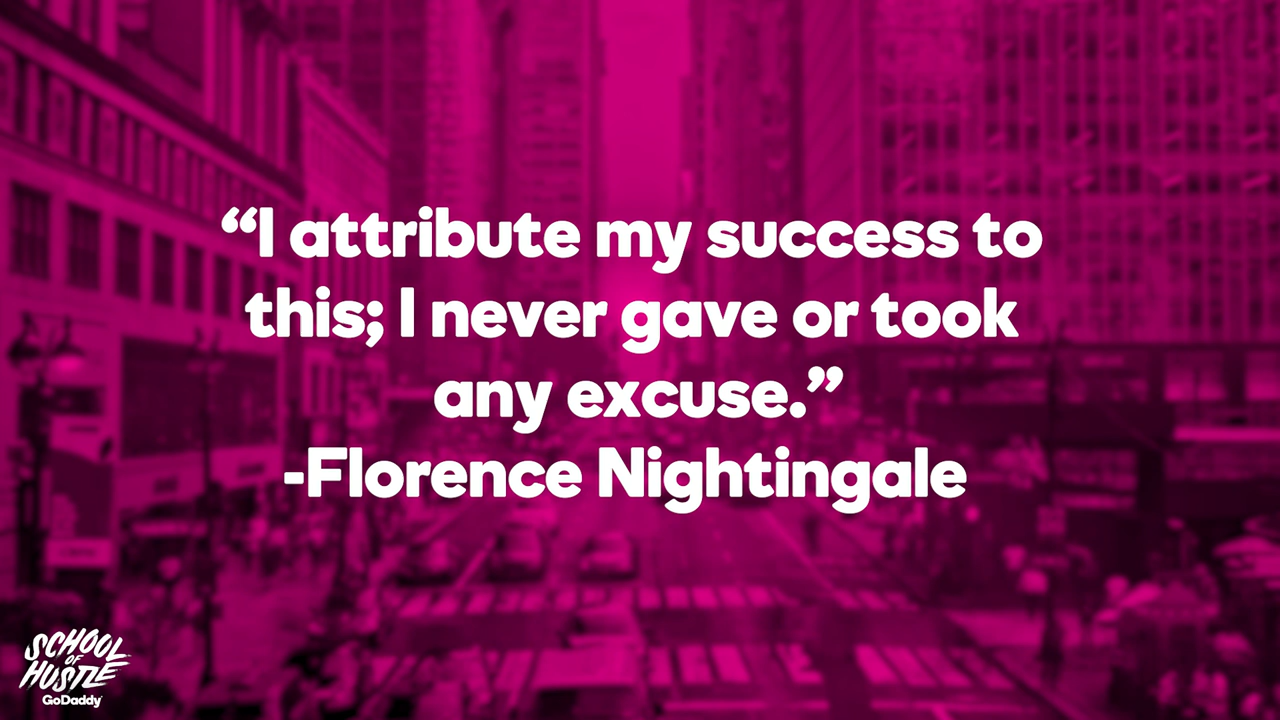 “I attribute my success to
this; I never gave or took
any excuse.”
-Florence Nightingale
SCHOOL
OF
HUSTLE
GoDaddy